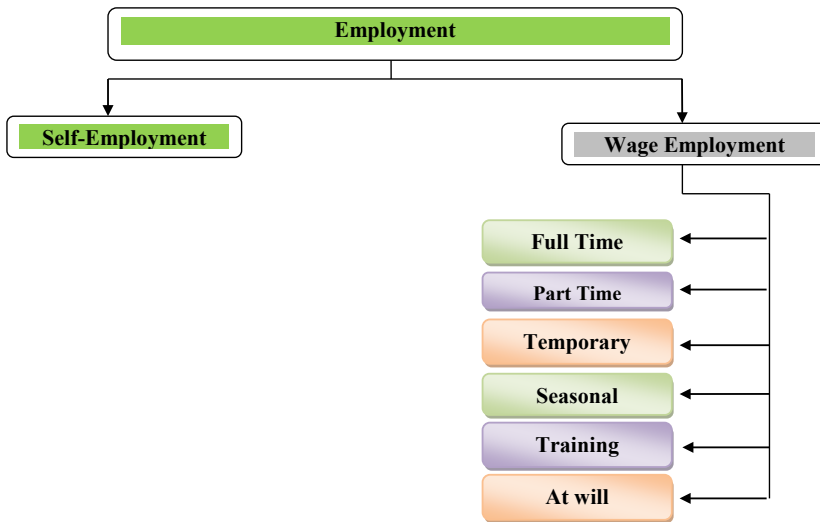 Employment
Self-Employment
Wage Employment
Full Time
Part Time
Temporary
Seasonal
Training
At will